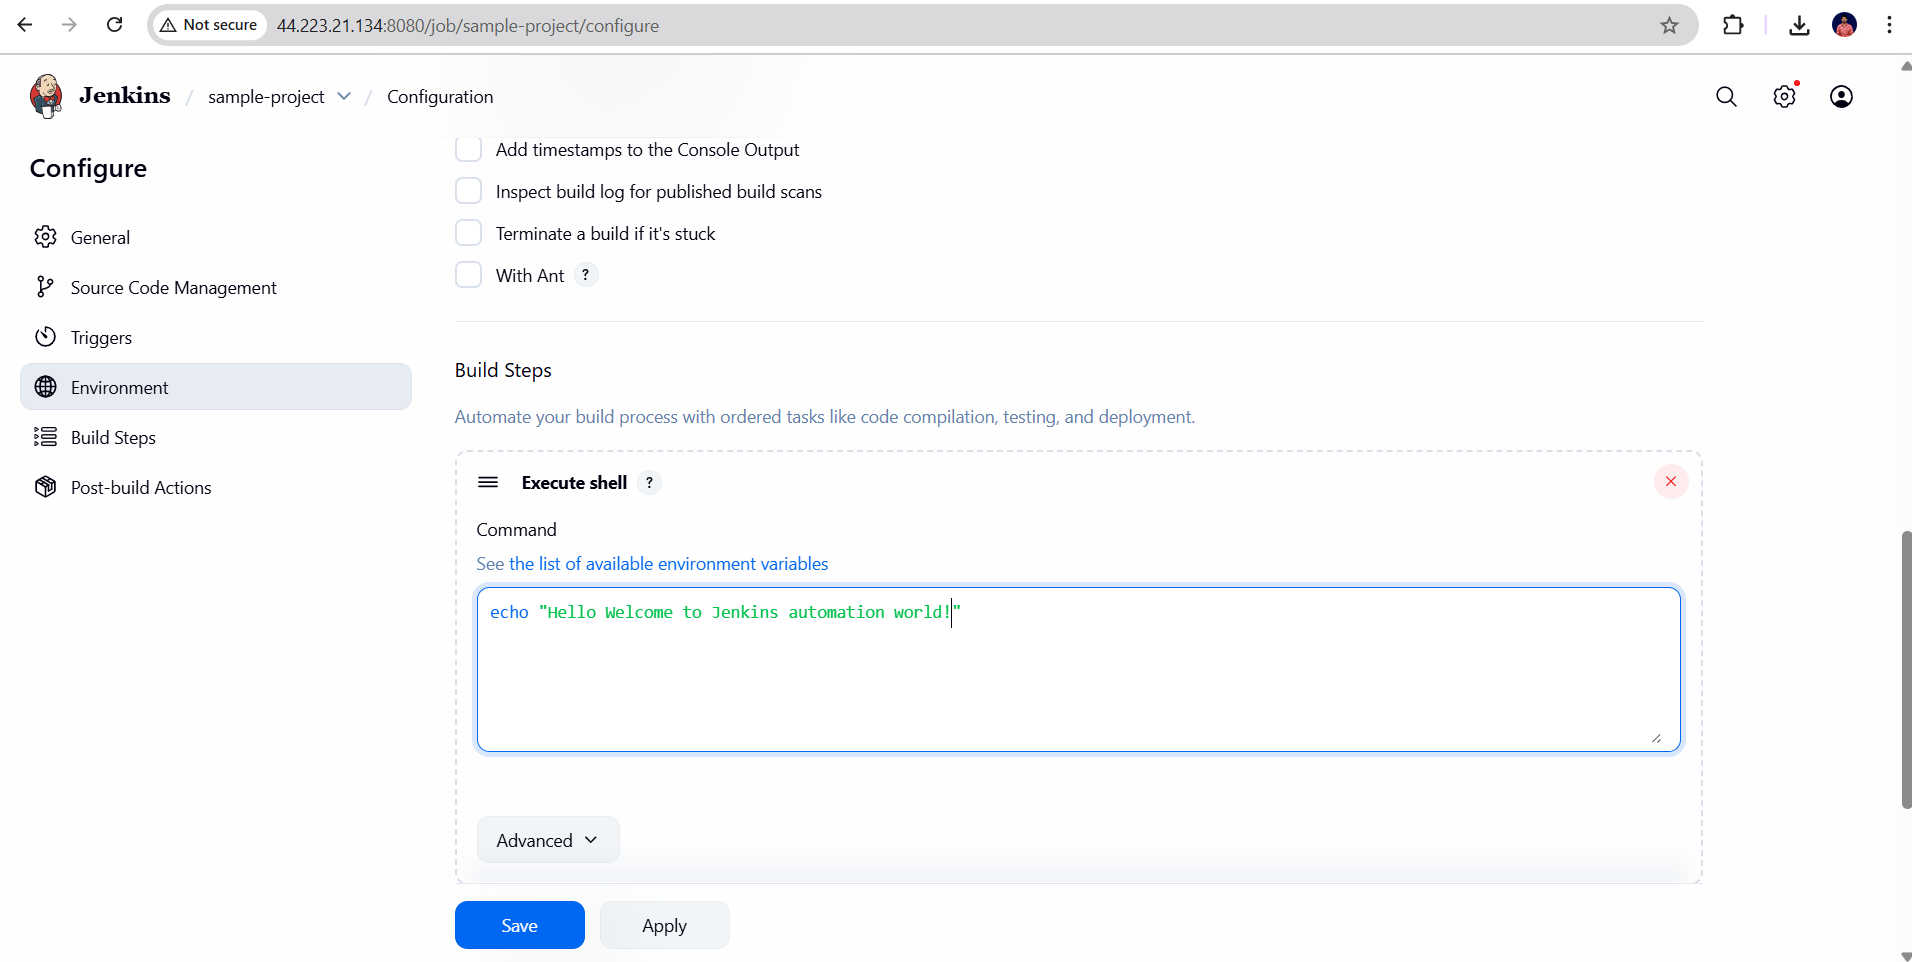 Not secure 44.223.21.134:8080/job/sample-project/configure
Jenkins / sample-project / Configuration
Configure
General
Source Code Management
Triggers
Environment
Build Steps
Post-build Actions
Add timestamps to the Console Output
Inspect build log for published build scans
Terminate a build if it's stuck
With Ant ?
Build Steps
Automate your build process with ordered tasks like code compilation, testing, and deployment.
Execute shell ?
Command
See the list of available environment variables
echo "Hello Welcome to Jenkins automation world!"
Advanced
Save
Apply